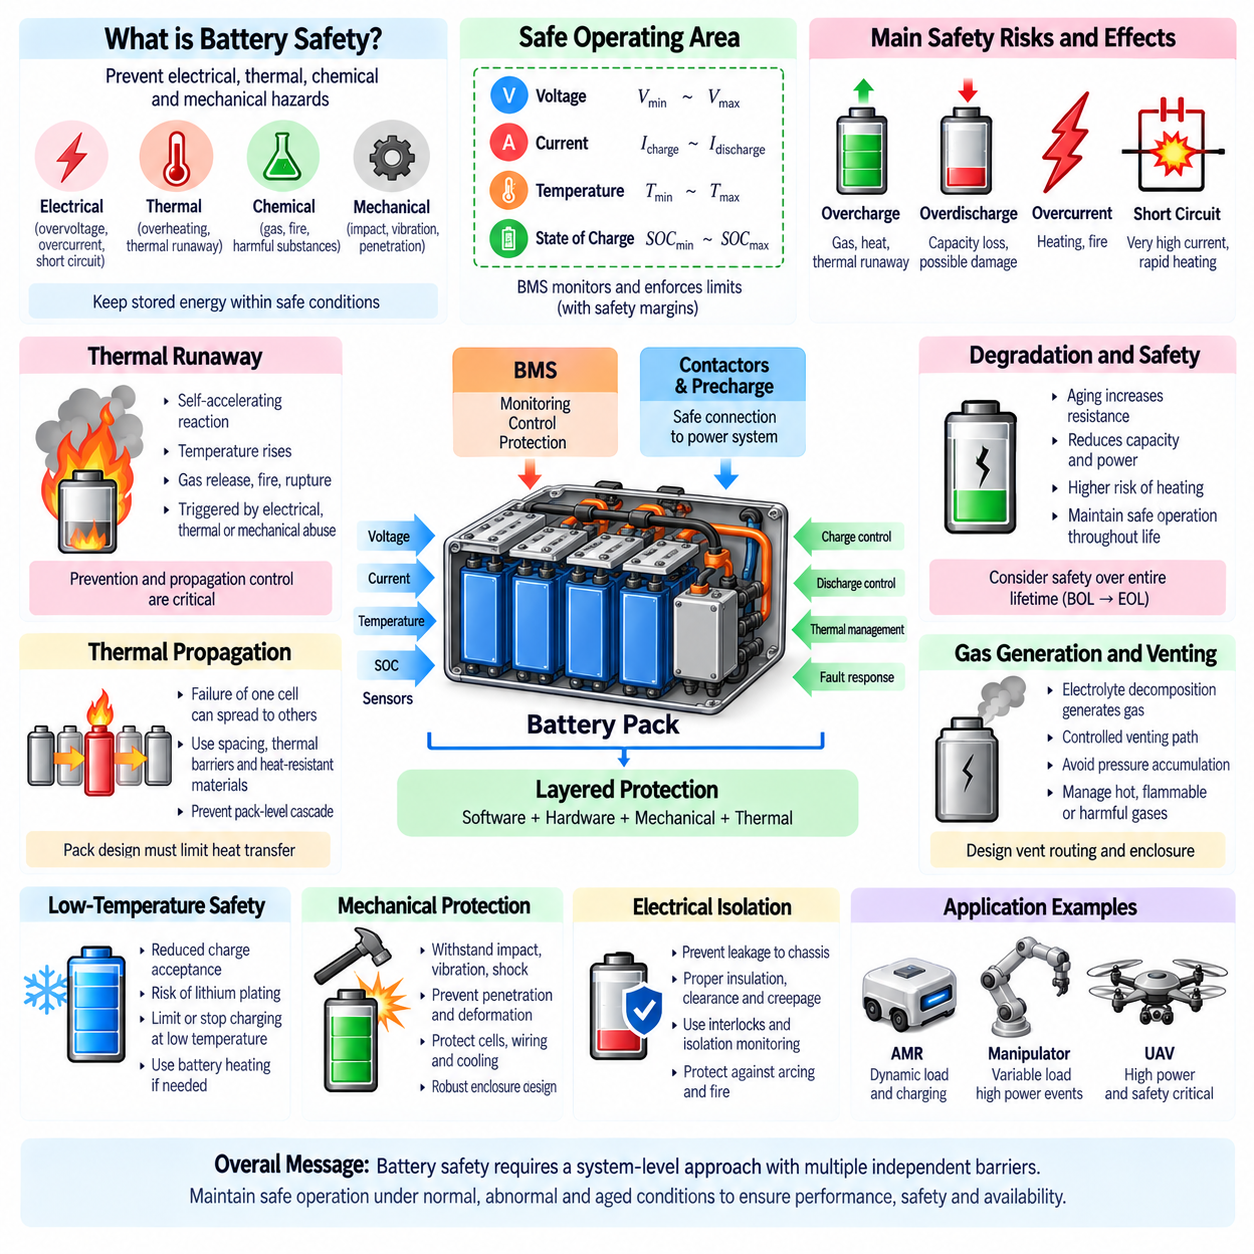 What is Battery Safety?
Prevent electrical, thermal, chemical
and mechanical hazards
Electrical
(overvoltage,
overcurrent,
short circuit)
Thermal
(overheating,
thermal runaway)
Chemical
(gas, fire,
harmful substances)
Mechanical
(impact, vibration,
penetration)
Keep stored energy within safe conditions
Safe Operating Area
V Voltage Vmin ~ Vmax
A Current Icharge ~ Idischarge
Temperature Tmin ~ Tmax
State of Charge SOCmin ~ SOCmax
BMS monitors and enforces limits
(with safety margins)
Main Safety Risks and Effects
Overcharge
Gas, heat,
thermal runaway
Overdischarge
Capacity loss,
possible damage
Overcurrent
Heating, fire
Short Circuit
Very high current,
rapid heating
Thermal Runaway
Self-accelerating
reaction
Temperature rises
Gas release, fire, rupture
Triggered by electrical,
thermal or mechanical abuse
Prevention and propagation control
are critical
BMS
Monitoring
Control
Protection
Contactors
& Precharge
Safe connection
to power system
Voltage
Current
Temperature
SOC
Sensors
Charge control
Discharge control
Thermal management
Fault response
Battery Pack
Layered Protection
Software + Hardware + Mechanical + Thermal
Degradation and Safety
Aging increases
resistance
Reduces capacity
and power
Higher risk of heating
Maintain safe operation
throughout life
Consider safety over entire
lifetime (BOL → EOL)
Thermal Propagation
Failure of one cell
can spread to others
Use spacing, thermal
barriers and heat-resistant
materials
Prevent pack-level cascade
Pack design must limit heat transfer
Gas Generation and Venting
Electrolyte decomposition
generates gas
Controlled venting path
Avoid pressure accumulation
Manage hot, flammable
or harmful gases
Design vent routing and enclosure
Low-Temperature Safety
Reduced charge
acceptance
Risk of lithium plating
Limit or stop charging
at low temperature
Use battery heating
if needed
Mechanical Protection
Withstand impact,
vibration, shock
Prevent penetration
and deformation
Protect cells, wiring
and cooling
Robust enclosure design
Electrical Isolation
Prevent leakage to chassis
Proper insulation,
clearance and creepage
Use interlocks and
isolation monitoring
Protect against arcing
and fire
Application Examples
AMR
Dynamic load
and charging
Manipulator
Variable load
high power events
UAV
High power
and safety critical
Overal Message: Battery safety requires a system-level approach with multiple independent barriers.
Maintain safe operation under normal, abnormal and aged conditions to ensure performance, safety and availability.